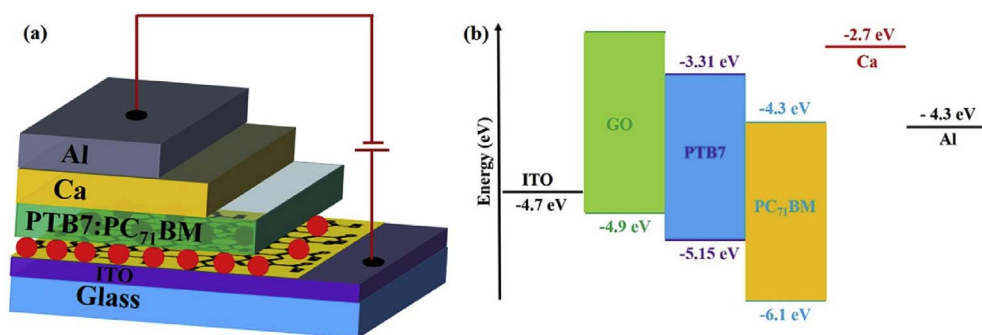 (a)
Al
Ca
PTB7:PC₇₁BM
ITO
Glass
(b)
Energy (eV)
ITO
-4.7 eV
GO
-4.9 eV
-3.31 eV
PTB7
-5.15 eV
-4.3 eV
PC₇₁BM
-6.1 eV
-2.7 eV
Ca
- 4.3 eV
Al